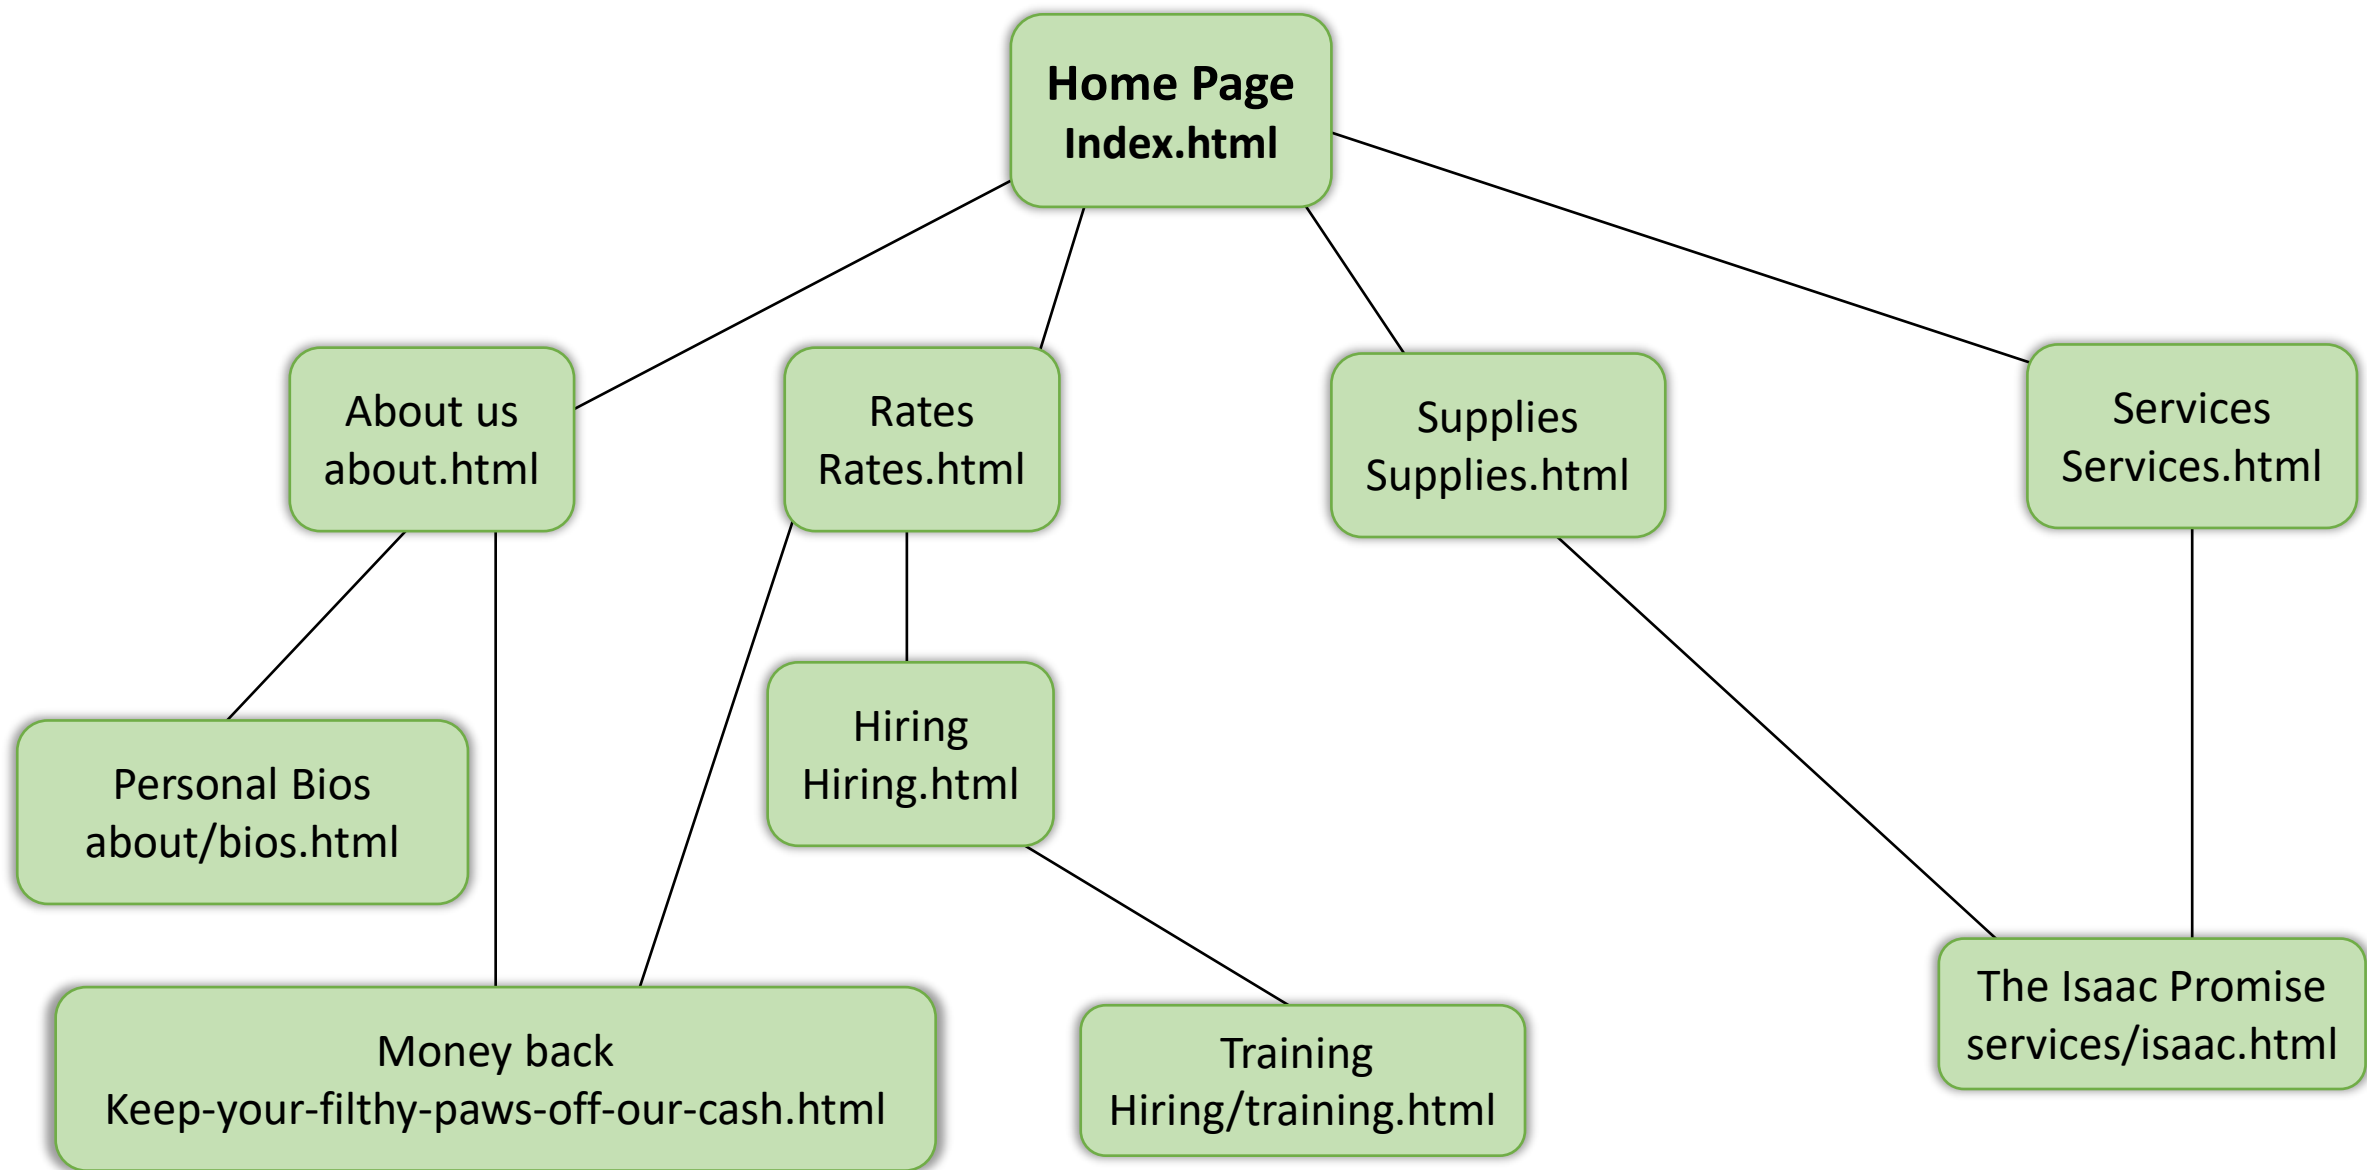 Home Page
Index.html
About us
about.html
Rates
Rates.html
Supplies
Supplies.html
Services
Services.html
Personal Bios
about/bios.html
Hiring
Hiring.html
Money back
Keep-your-filthy-paws-off-our-cash.html
Training
Hiring/training.html
The Isaac Promise
services/isaac.html